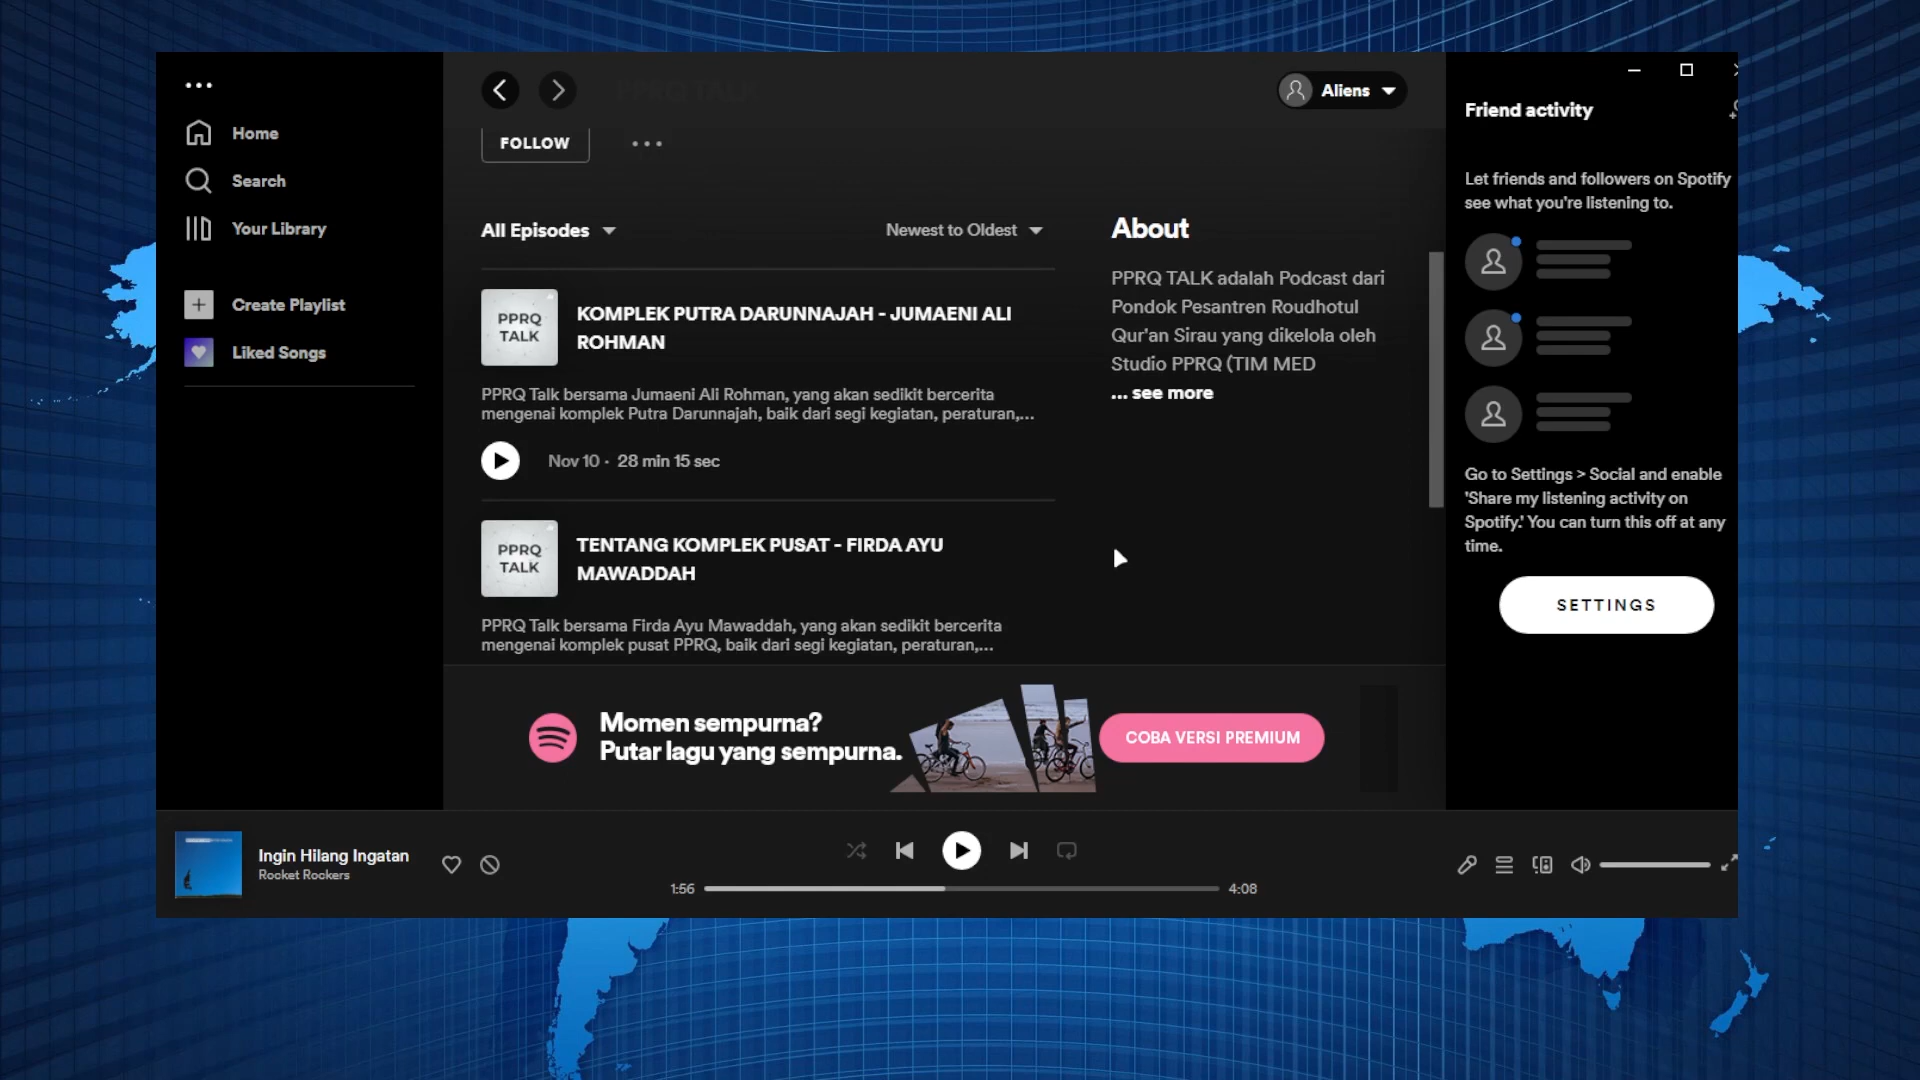 Home
Search
Your Library
Create Playlist
Liked Songs
PPRQ TALK
Aliens
FOLLOW
All Episodes
Newest to Oldest
PPRQ
TALK
KOMPLEK PUTRA DARUNNAJAH - JUMAENI ALI
ROHMAN
PPRQ Talk bersama Jumaeni Ali Rohman, yang akan sedikit bercerita
mengenai komplek Putra Darunnajah, baik dari segi kegiatan, peraturan,...
Nov 10 · 28 min 15 sec
PPRQ
TALK
TENTANG KOMPLEK PUSAT - FIRDA AYU
MAWADDAH
PPRQ Talk bersama Firda Ayu Mawaddah, yang akan sedikit bercerita
mengenai komplek pusat PPRQ, baik dari segi kegiatan, peraturan,...
About
PPRQ TALK adalah Podcast dari
Pondok Pesantren Roudhotul
Qur'an Sirau yang dikelola oleh
Studio PPRQ (TIM MED
... see more
Momen sempurna?
Putar lagu yang sempurna.
COBA VERSI PREMIUM
Friend activity
Let friends and followers on Spotify
see what you're listening to.
Go to Settings > Social and enable
'Share my listening activity on
Spotify.' You can turn this off at any
time.
SETTINGS
Ingin Hilang Ingatan
Rocket Rockers
1:56
4:08